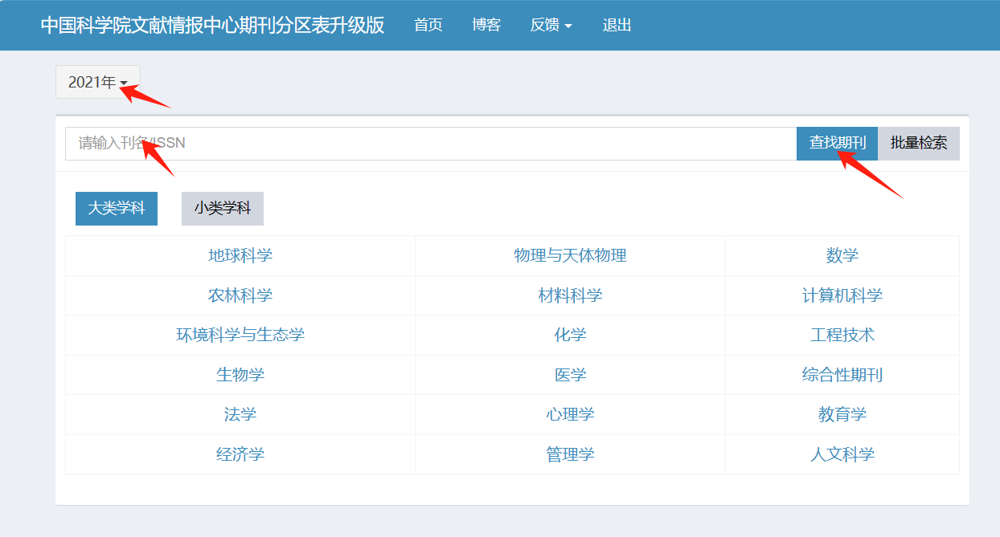 中国科学院文献情报中心期刊分区表升级版 首页 博客 反馈 退出
2021年
请输入刊名/ISSN 查找期刊 批量检索
大类学科 小类学科
地球科学 物理与天体物理 数学
农林科学 材料科学 计算机科学
环境科学与生态学 化学 工程技术
生物学 医学 综合性期刊
法学 心理学 教育学
经济学 管理学 人文科学